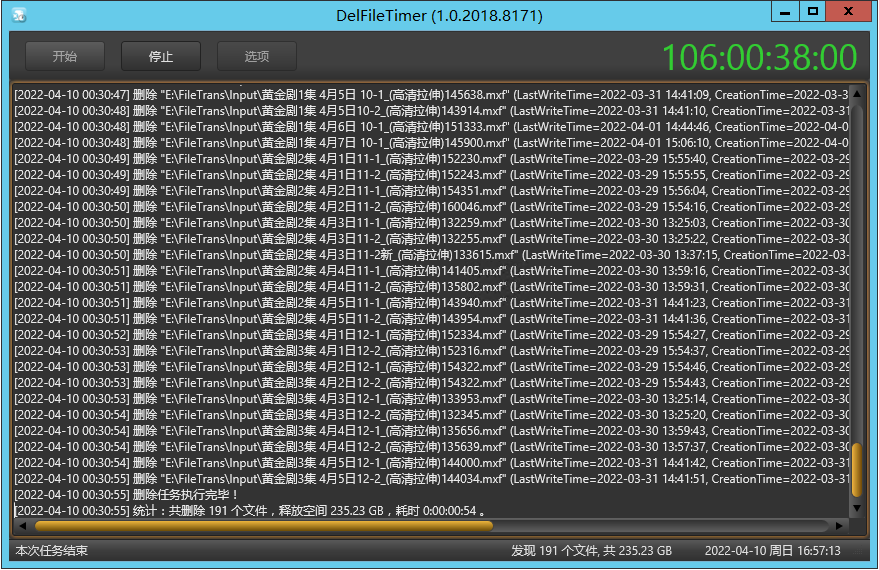 DelFileTimer (1.0.2018.8171)
开始 停止 选项 106:00:38:00
[2022-04-10 00:30:47] 删除 "E:\FileTrans\Input\黄金剧1集 4月5日 10-1_(高清拉伸)145638.mxf" (LastWriteTime=2022-03-31 14:41:09, CreationTime=2022-03-3
[2022-04-10 00:30:48] 删除 "E:\FileTrans\Input\黄金剧1集 4月5日10-2_(高清拉伸)143914.mxf" (LastWriteTime=2022-03-31 14:41:10, CreationTime=2022-03-31
[2022-04-10 00:30:48] 删除 "E:\FileTrans\Input\黄金剧1集 4月6日 10-1_(高清拉伸)151333.mxf" (LastWriteTime=2022-04-01 14:44:46, CreationTime=2022-04-0
[2022-04-10 00:30:48] 删除 "E:\FileTrans\Input\黄金剧1集 4月7日 10-1_(高清拉伸)145900.mxf" (LastWriteTime=2022-04-01 15:06:10, CreationTime=2022-04-0
[2022-04-10 00:30:49] 删除 "E:\FileTrans\Input\黄金剧2集 4月1日11-1_(高清拉伸)152230.mxf" (LastWriteTime=2022-03-29 15:55:40, CreationTime=2022-03-29
[2022-04-10 00:30:49] 删除 "E:\FileTrans\Input\黄金剧2集 4月1日11-2_(高清拉伸)152243.mxf" (LastWriteTime=2022-03-29 15:55:55, CreationTime=2022-03-29
[2022-04-10 00:30:49] 删除 "E:\FileTrans\Input\黄金剧2集 4月2日11-1_(高清拉伸)154351.mxf" (LastWriteTime=2022-03-29 15:56:04, CreationTime=2022-03-29
[2022-04-10 00:30:50] 删除 "E:\FileTrans\Input\黄金剧2集 4月2日11-2_(高清拉伸)160046.mxf" (LastWriteTime=2022-03-29 15:54:16, CreationTime=2022-03-29
[2022-04-10 00:30:50] 删除 "E:\FileTrans\Input\黄金剧2集 4月3日11-1_(高清拉伸)132259.mxf" (LastWriteTime=2022-03-30 13:25:03, CreationTime=2022-03-30
[2022-04-10 00:30:50] 删除 "E:\FileTrans\Input\黄金剧2集 4月3日11-2_(高清拉伸)132255.mxf" (LastWriteTime=2022-03-30 13:25:22, CreationTime=2022-03-30
[2022-04-10 00:30:50] 删除 "E:\FileTrans\Input\黄金剧2集 4月3日11-2新_(高清拉伸)133615.mxf" (LastWriteTime=2022-03-30 13:37:15, CreationTime=2022-03-
[2022-04-10 00:30:51] 删除 "E:\FileTrans\Input\黄金剧2集 4月4日11-1_(高清拉伸)141405.mxf" (LastWriteTime=2022-03-30 13:59:16, CreationTime=2022-03-30
[2022-04-10 00:30:51] 删除 "E:\FileTrans\Input\黄金剧2集 4月4日11-2_(高清拉伸)135802.mxf" (LastWriteTime=2022-03-30 13:59:31, CreationTime=2022-03-30
[2022-04-10 00:30:51] 删除 "E:\FileTrans\Input\黄金剧2集 4月5日11-1_(高清拉伸)143940.mxf" (LastWriteTime=2022-03-31 14:41:23, CreationTime=2022-03-31
[2022-04-10 00:30:51] 删除 "E:\FileTrans\Input\黄金剧2集 4月5日11-2_(高清拉伸)143954.mxf" (LastWriteTime=2022-03-31 14:41:36, CreationTime=2022-03-31
[2022-04-10 00:30:52] 删除 "E:\FileTrans\Input\黄金剧3集 4月1日12-1_(高清拉伸)152334.mxf" (LastWriteTime=2022-03-29 15:54:27, CreationTime=2022-03-29
[2022-04-10 00:30:53] 删除 "E:\FileTrans\Input\黄金剧3集 4月1日12-2_(高清拉伸)152316.mxf" (LastWriteTime=2022-03-29 15:54:37, CreationTime=2022-03-29
[2022-04-10 00:30:53] 删除 "E:\FileTrans\Input\黄金剧3集 4月2日12-1_(高清拉伸)154322.mxf" (LastWriteTime=2022-03-29 15:54:46, CreationTime=2022-03-29
[2022-04-10 00:30:53] 删除 "E:\FileTrans\Input\黄金剧3集 4月2日12-2_(高清拉伸)154322.mxf" (LastWriteTime=2022-03-29 15:54:43, CreationTime=2022-03-29
[2022-04-10 00:30:53] 删除 "E:\FileTrans\Input\黄金剧3集 4月3日12-1_(高清拉伸)133953.mxf" (LastWriteTime=2022-03-30 13:25:14, CreationTime=2022-03-30
[2022-04-10 00:30:54] 删除 "E:\FileTrans\Input\黄金剧3集 4月3日12-2_(高清拉伸)132345.mxf" (LastWriteTime=2022-03-30 13:25:20, CreationTime=2022-03-30
[2022-04-10 00:30:54] 删除 "E:\FileTrans\Input\黄金剧3集 4月4日12-1_(高清拉伸)135656.mxf" (LastWriteTime=2022-03-30 13:59:43, CreationTime=2022-03-30
[2022-04-10 00:30:54] 删除 "E:\FileTrans\Input\黄金剧3集 4月4日12-2_(高清拉伸)135639.mxf" (LastWriteTime=2022-03-30 13:57:37, CreationTime=2022-03-30
[2022-04-10 00:30:54] 删除 "E:\FileTrans\Input\黄金剧3集 4月5日12-1_(高清拉伸)144000.mxf" (LastWriteTime=2022-03-31 14:41:42, CreationTime=2022-03-31
[2022-04-10 00:30:55] 删除 "E:\FileTrans\Input\黄金剧3集 4月5日12-2_(高清拉伸)144034.mxf" (LastWriteTime=2022-03-31 14:41:51, CreationTime=2022-03-31
[2022-04-10 00:30:55] 删除任务执行完毕！
[2022-04-10 00:30:55] 统计：共删除 191 个文件，释放空间 235.23 GB，耗时 0:00:00:54 。
本次任务结束 发现 191 个文件, 共 235.23 GB 2022-04-10 周日 16:57:13